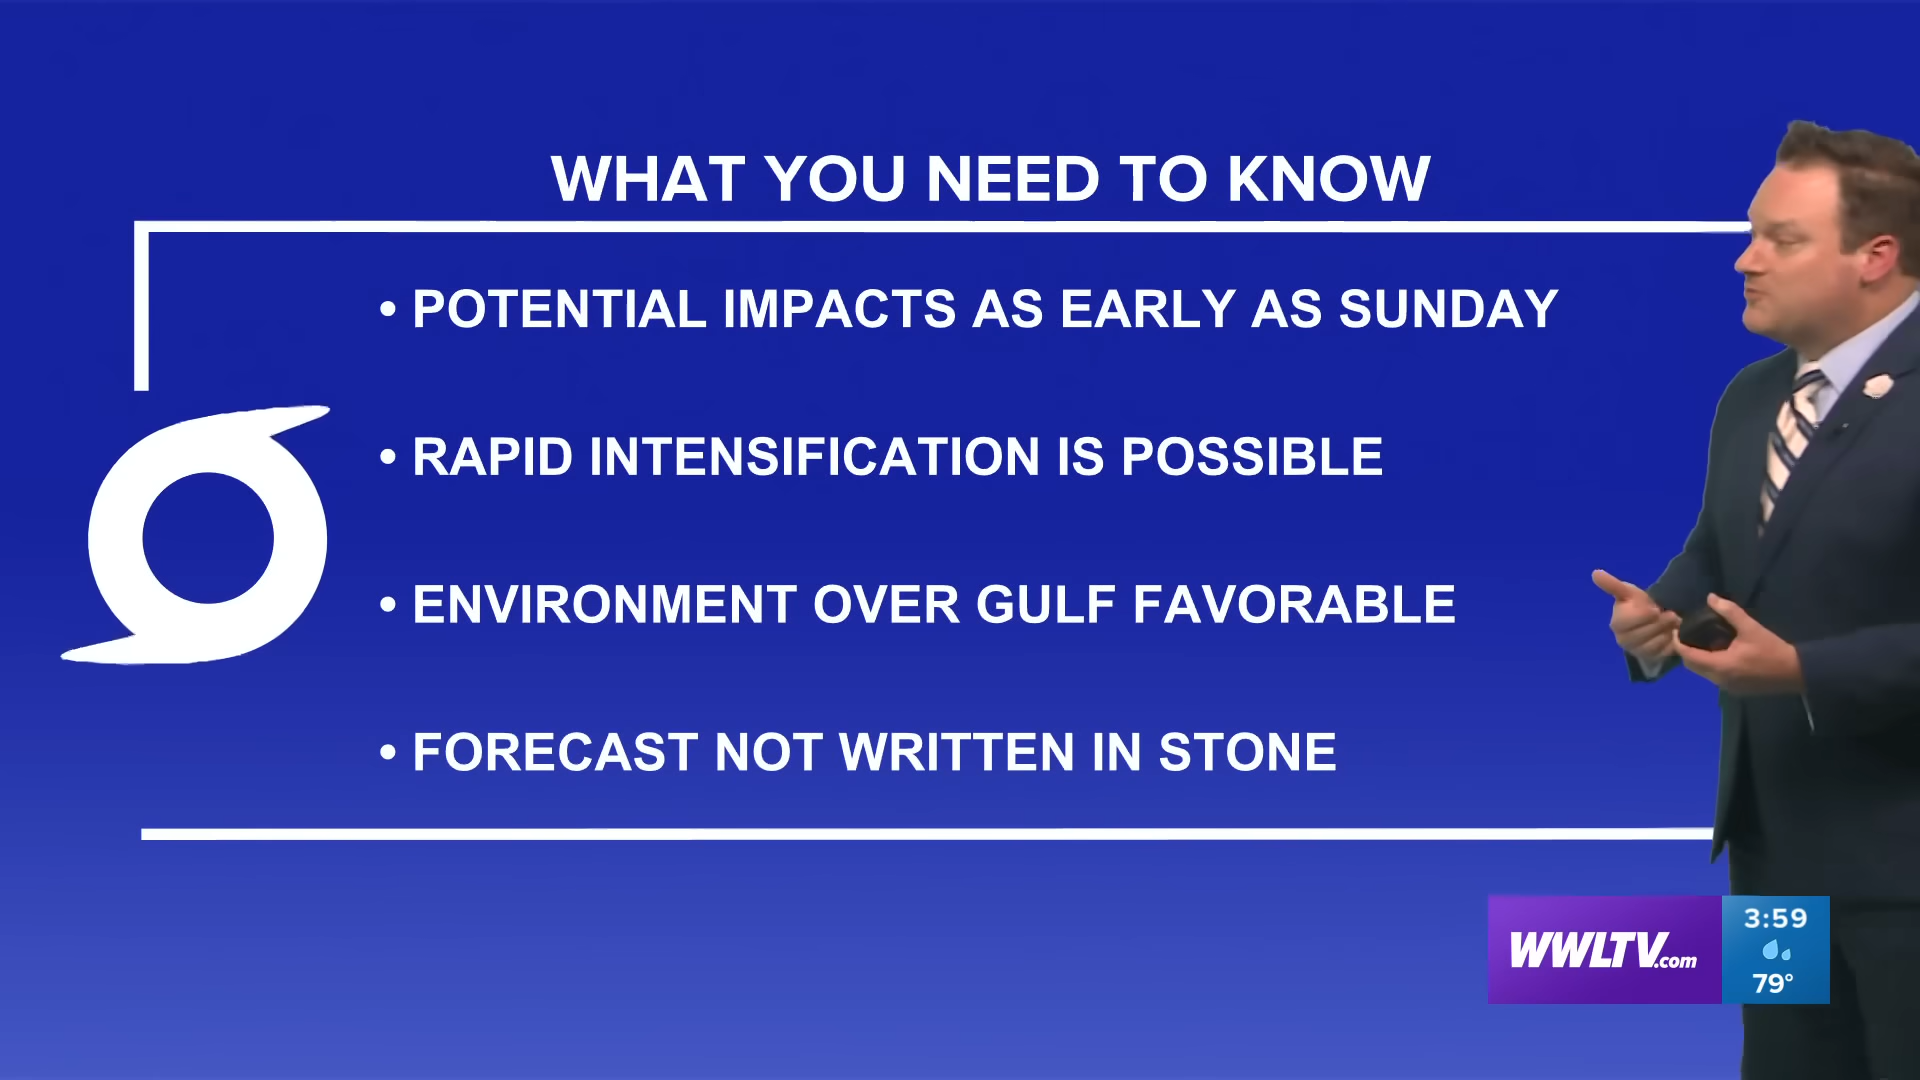 WHAT YOU NEED TO KNOW
• POTENTIAL IMPACTS AS EARLY AS SUNDAY
• RAPID INTENSIFICATION IS POSSIBLE
• ENVIRONMENT OVER GULF FAVORABLE
• FORECAST NOT WRITTEN IN STONE
WWLTV.com
3:59
79°